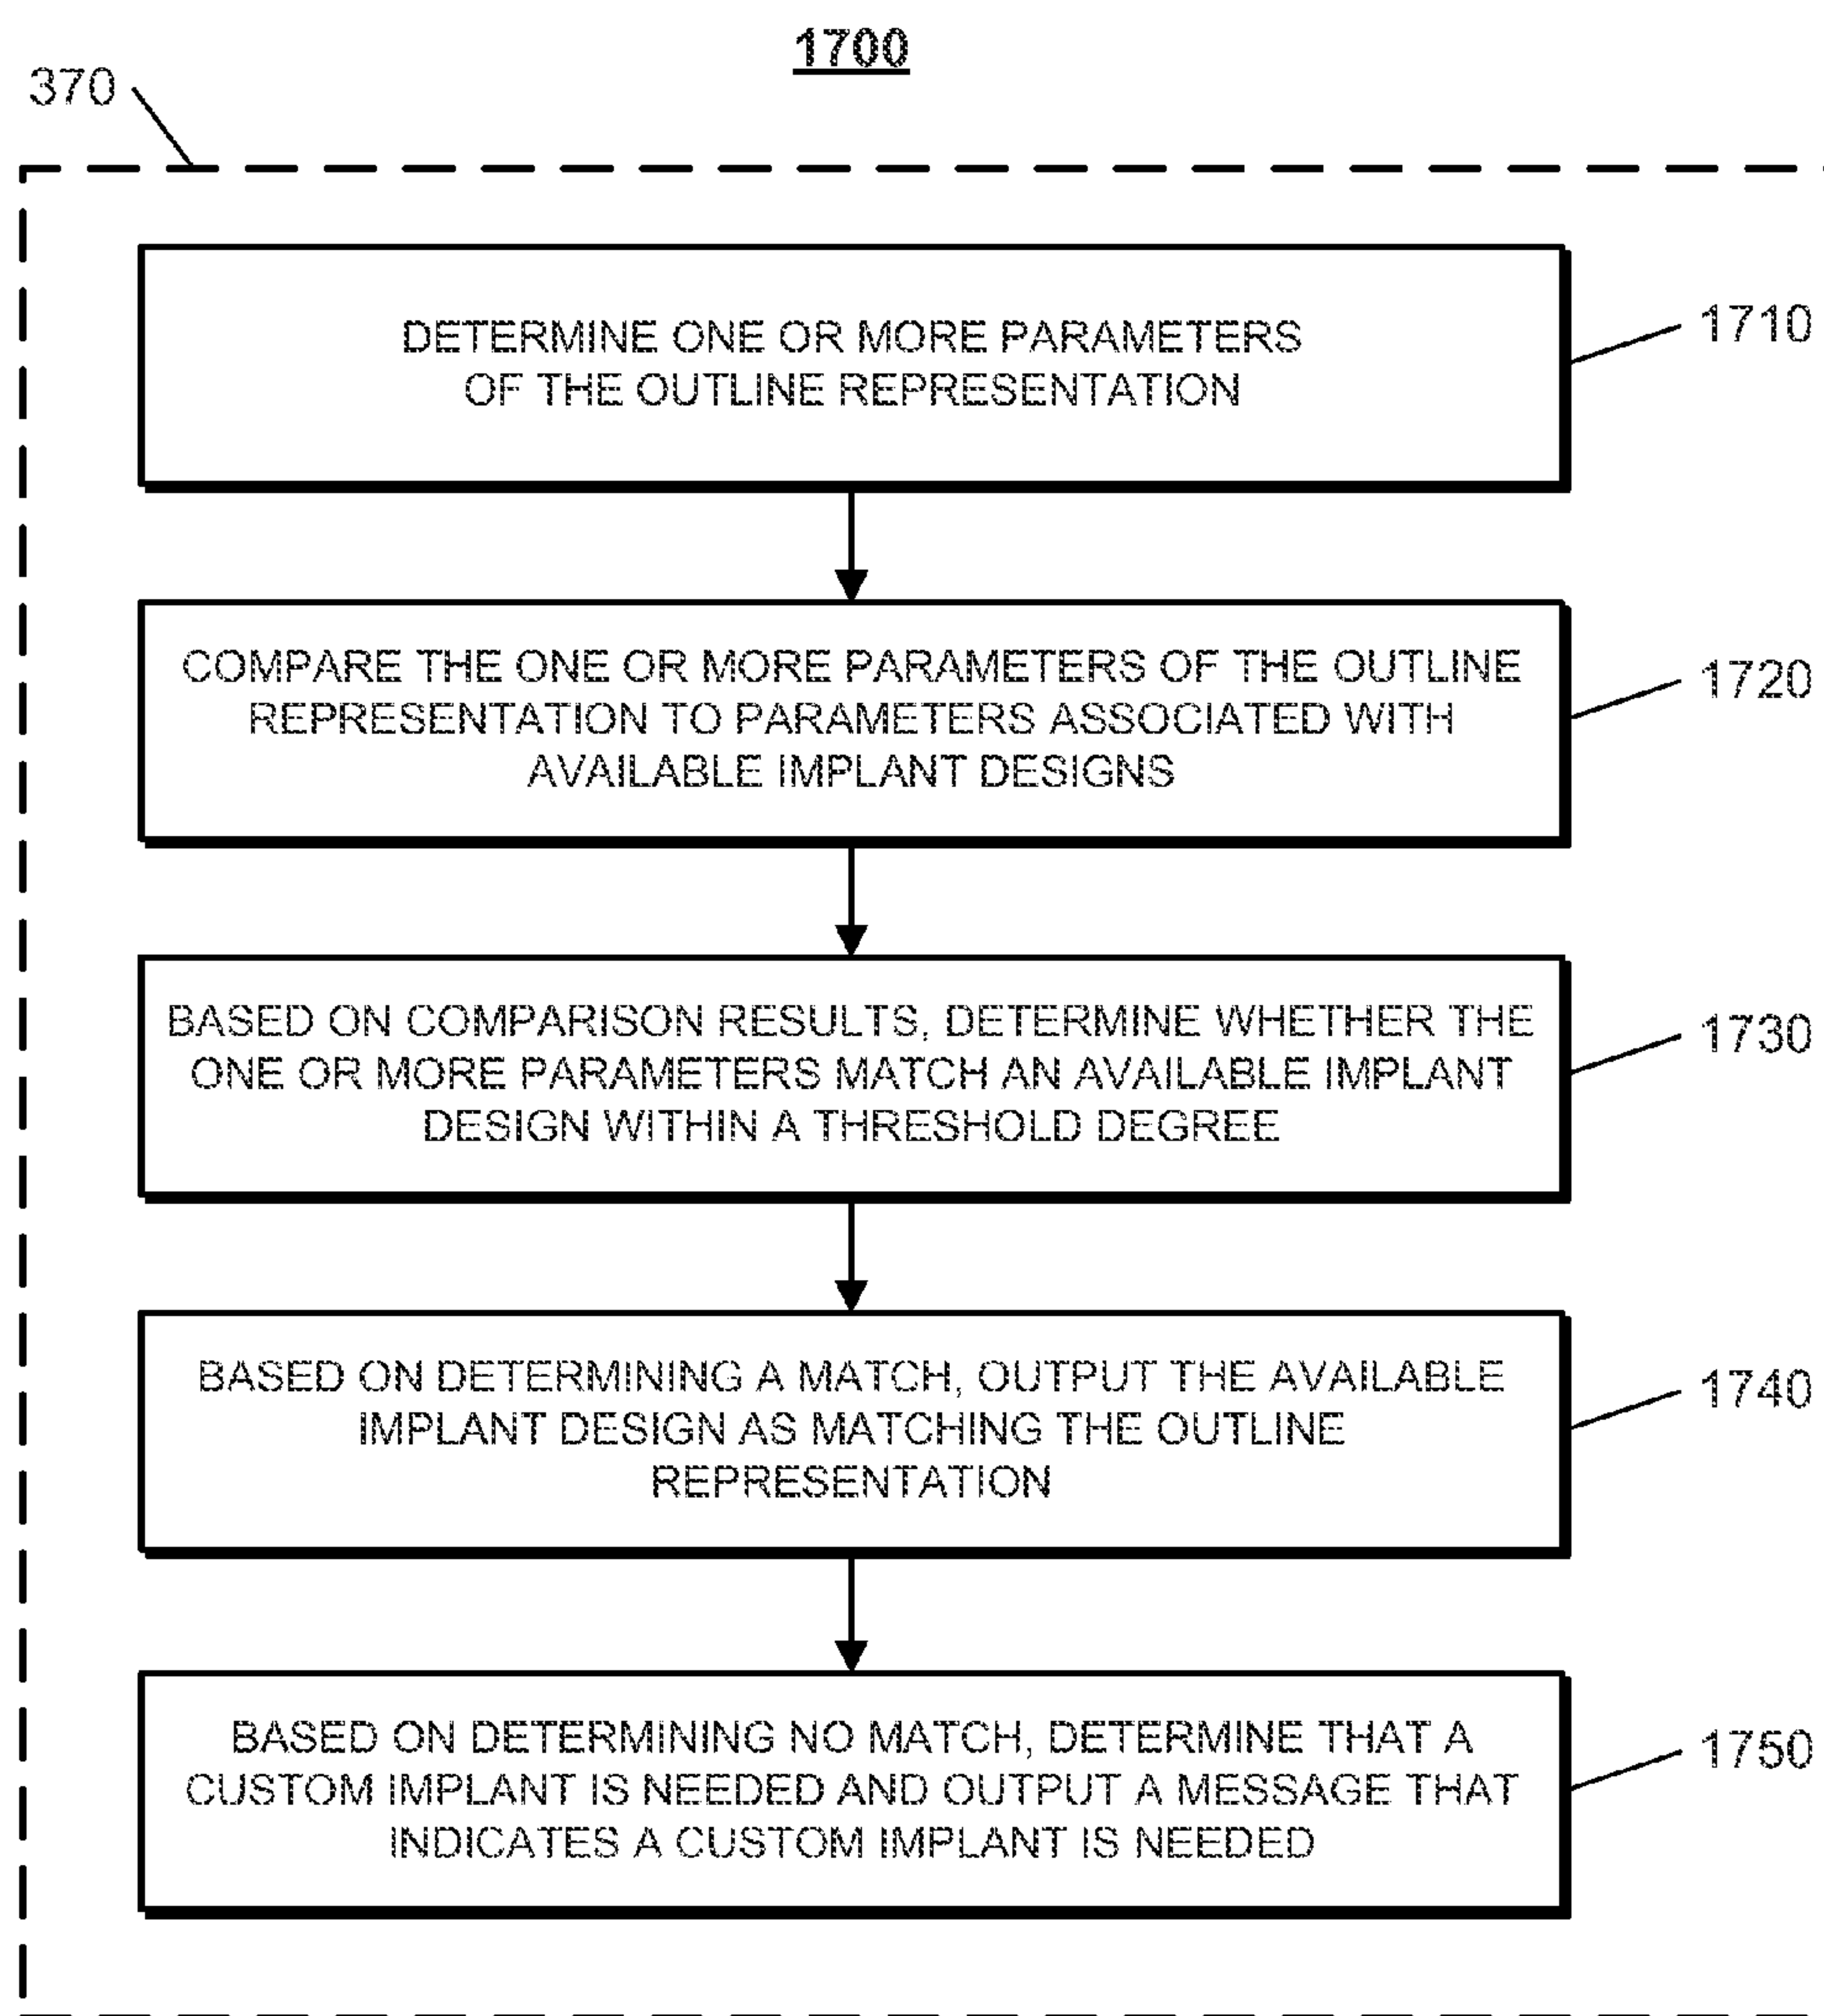 1700
370
DETERMINE ONE OR MORE PARAMETERS
OF THE OUTLINE REPRESENTATION
1710
COMPARE THE ONE OR MORE PARAMETERS OF THE OUTLINE
REPRESENTATION TO PARAMETERS ASSOCIATED WITH
AVAILABLE IMPLANT DESIGNS
1720
BASED ON COMPARISON RESULTS, DETERMINE WHETHER THE
ONE OR MORE PARAMETERS MATCH AN AVAILABLE IMPLANT
DESIGN WITHIN A THRESHOLD DEGREE
1730
BASED ON DETERMINING A MATCH, OUTPUT THE AVAILABLE
IMPLANT DESIGN AS MATCHING THE OUTLINE
REPRESENTATION
1740
BASED ON DETERMINING NO MATCH, DETERMINE THAT A
CUSTOM IMPLANT IS NEEDED AND OUTPUT A MESSAGE THAT
INDICATES A CUSTOM IMPLANT IS NEEDED
1750